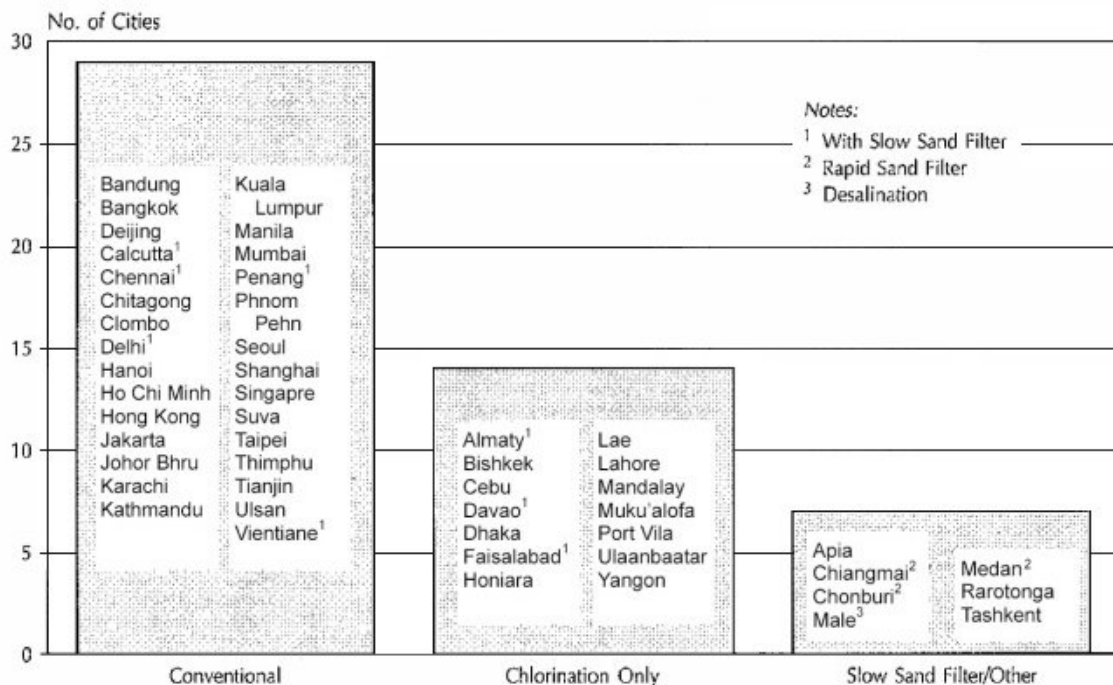 No. of Cities
30
25
20
15
10
5
0
Notes:
1 With Slow Sand Filter
2 Rapid Sand Filter
3 Desalination
Bandung
Bangkok
Deijing
Calcutta1
Chennai1
Chitagong
Clombo
Delhi1
Hanoi
Ho Chi Minh
Hong Kong
Jakarta
Johor Bhru
Karachi
Kathmandu
Kuala
Lumpur
Manila
Mumbai
Penang1
Phnom
Pehn
Seoul
Shanghai
Singapre
Suva
Taipei
Thimphu
Tianjin
Ulsan
Vientiane1
Almaty1
Bishkek
Cebu
Davao1
Dhaka
Faisalabad1
Honiara
Lae
Lahore
Mandalay
Muku'alofa
Port Vila
Ulaanbaatar
Yangon
Apia
Chiangmai2
Chonburi2
Male3
Medan2
Rarotonga
Tashkent
Conventional
Chlorination Only
Slow Sand Filter/Other